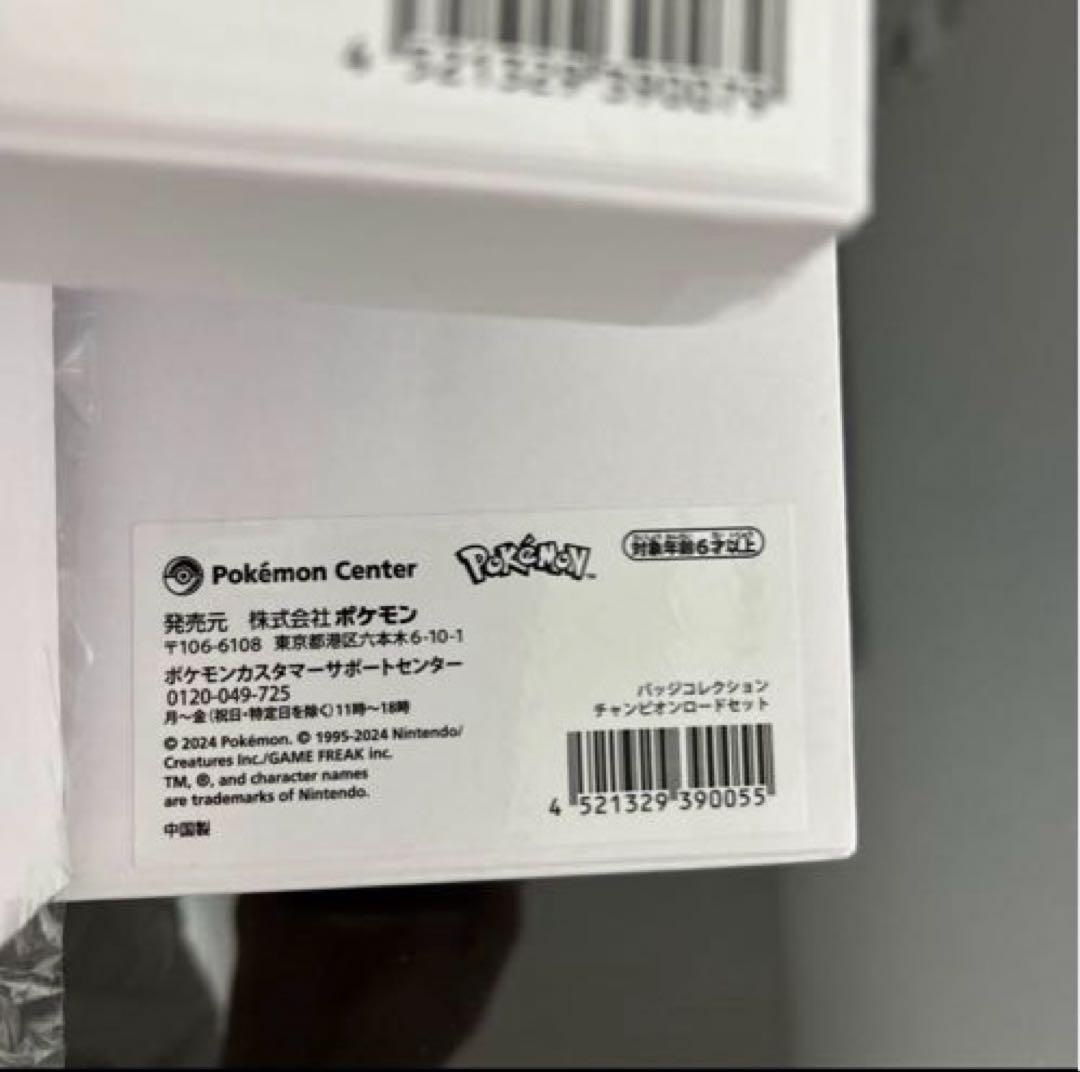 4 521329 390079
Pokémon Center
POKéMON™
対象年齢6才以上
発売元 株式会社ポケモン
〒106-6108 東京都港区六本木6-10-1
ポケモンカスタマーサポートセンター
0120-049-725
月〜金(祝日・特定日を除く)11時〜18時
© 2024 Pokémon. © 1995-2024 Nintendo/
Creatures Inc./GAME FREAK inc.
TM, ®, and character names
are trademarks of Nintendo.
中国製
バッジコレクション
チャンピオンロードセット
4 521329 390055